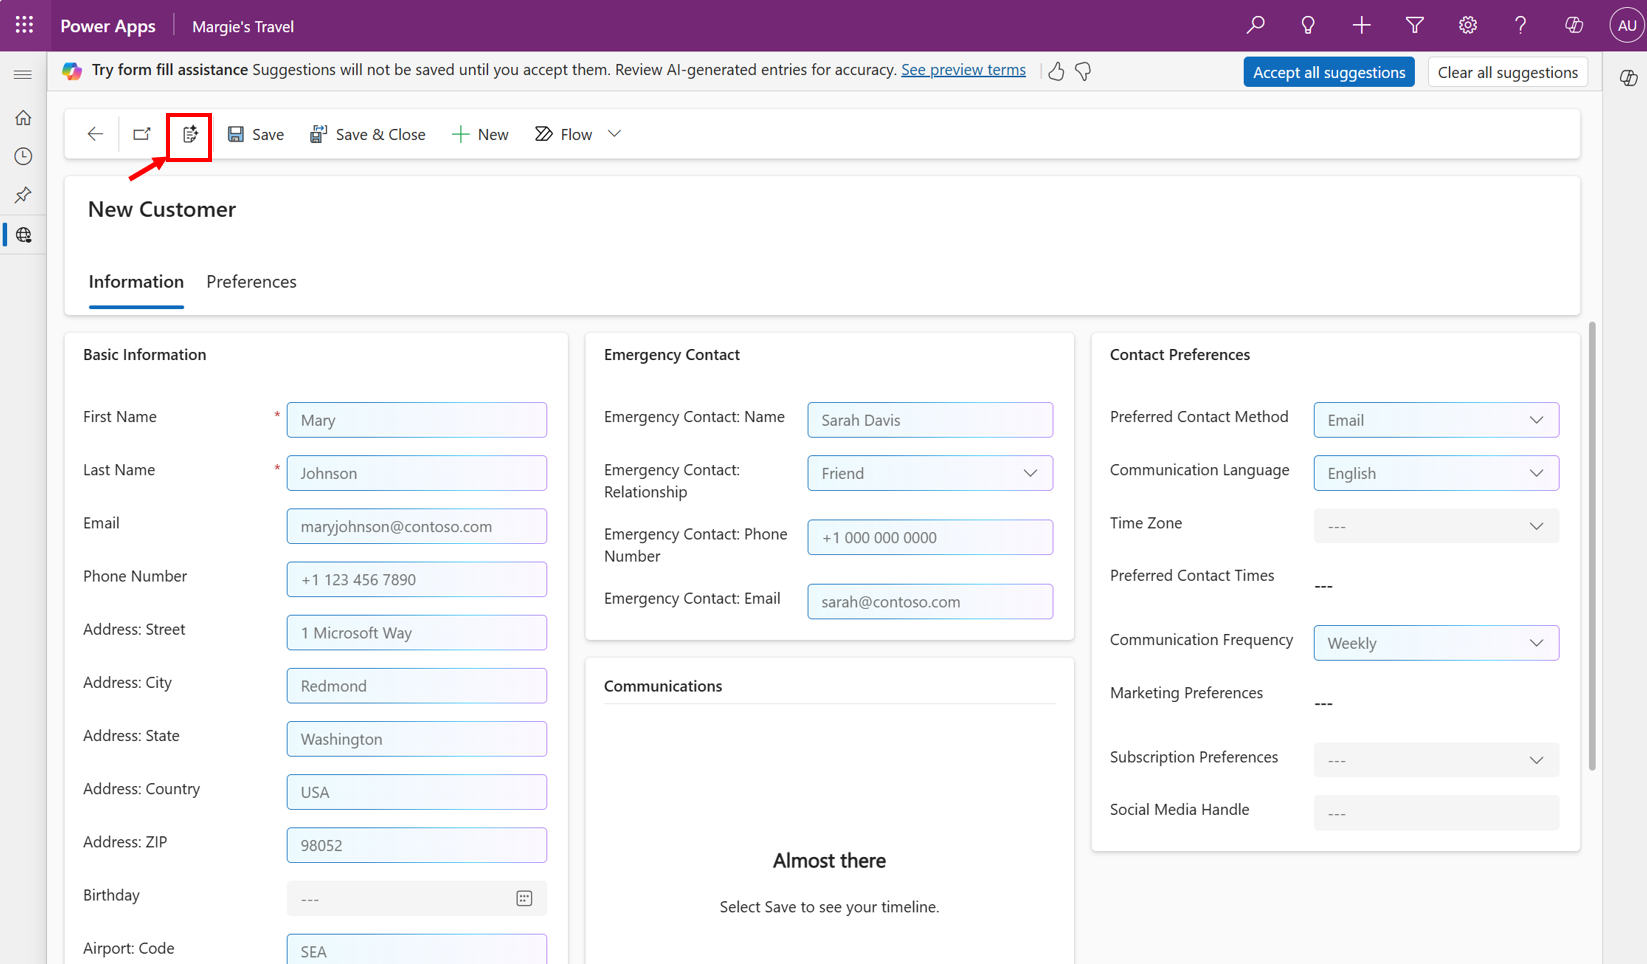 Power Apps
Margie's Travel
AU
Try form fill assistance Suggestions will not be saved until you accept them. Review AI-generated entries for accuracy. See preview terms
Accept all suggestions
Clear all suggestions
Save
Save & Close
New
Flow
New Customer
Information
Preferences
Basic Information
First Name
*
Mary
Last Name
*
Johnson
Email
maryjohnson@contoso.com
Phone Number
+1 123 456 7890
Address: Street
1 Microsoft Way
Address: City
Redmond
Address: State
Washington
Address: Country
USA
Address: ZIP
98052
Birthday
---
Airport: Code
SEA
Emergency Contact
Emergency Contact: Name
Sarah Davis
Emergency Contact:
Relationship
Friend
Emergency Contact: Phone
Number
+1 000 000 0000
Emergency Contact: Email
sarah@contoso.com
Communications
Almost there
Select Save to see your timeline.
Contact Preferences
Preferred Contact Method
Email
Communication Language
English
Time Zone
---
Preferred Contact Times
---
Communication Frequency
Weekly
Marketing Preferences
---
Subscription Preferences
---
Social Media Handle
---